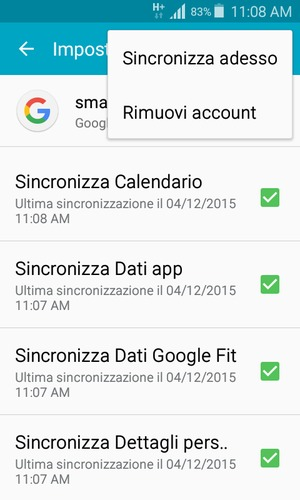 H+ 83% 11:08 AM
Impost
Sincronizza adesso
Rimuovi account
sma
Google
Sincronizza Calendario
Ultima sincronizzazione il 04/12/2015
11:08 AM
Sincronizza Dati app
Ultima sincronizzazione il 04/12/2015
11:07 AM
Sincronizza Dati Google Fit
Ultima sincronizzazione il 04/12/2015
11:07 AM
Sincronizza Dettagli pers..
Ultima sincronizzazione il 04/12/2015
11:07 AM